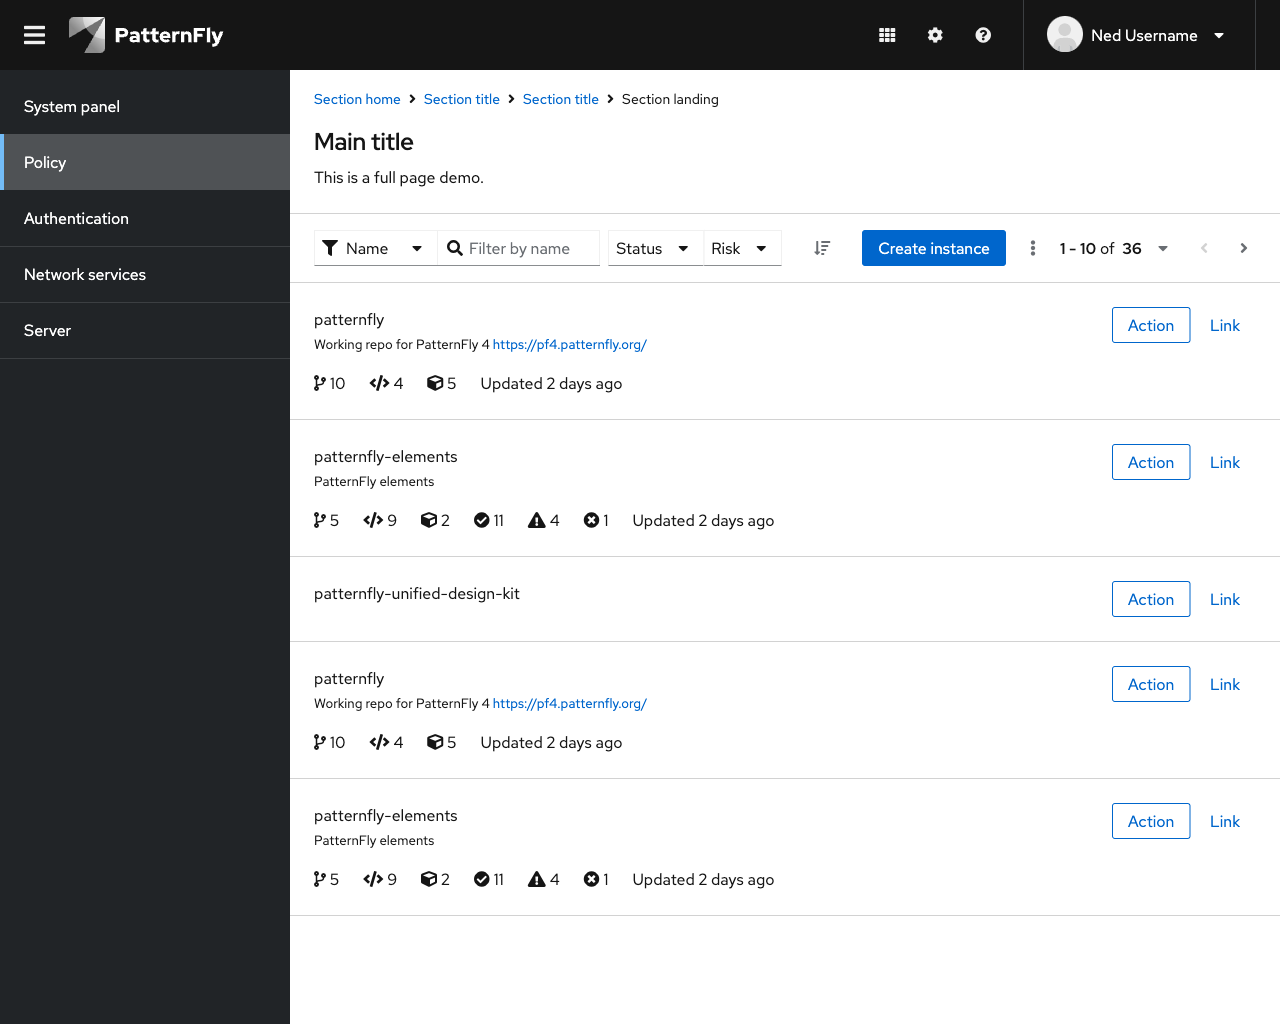 PatternFly
Ned Username
System panel
Policy
Authentication
Network services
Server
Section home Section title Section title Section landing
Main title
This is a full page demo.
Name Filter by name Status Risk Create instance 1 - 10 of 36
patternfly Action Link
Working repo for PatternFly 4 https://pf4.patternfly.org/
10 4 5 Updated 2 days ago
patternfly-elements Action Link
PatternFly elements
5 9 2 11 4 1 Updated 2 days ago
patternfly-unified-design-kit Action Link
patternfly Action Link
Working repo for PatternFly 4 https://pf4.patternfly.org/
10 4 5 Updated 2 days ago
patternfly-elements Action Link
PatternFly elements
5 9 2 11 4 1 Updated 2 days ago